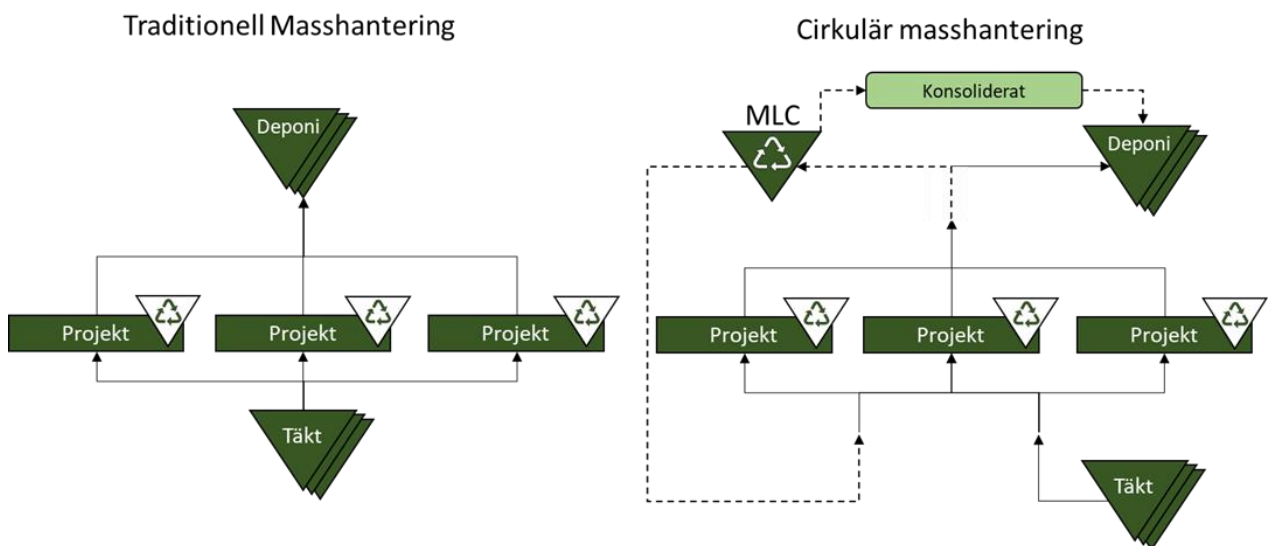 Traditionell Masshantering
Deponi
Projekt
Projekt
Projekt
Täkt
Cirkulär masshantering
Konsoliderat
MLC
Deponi
Projekt
Projekt
Projekt
Täkt